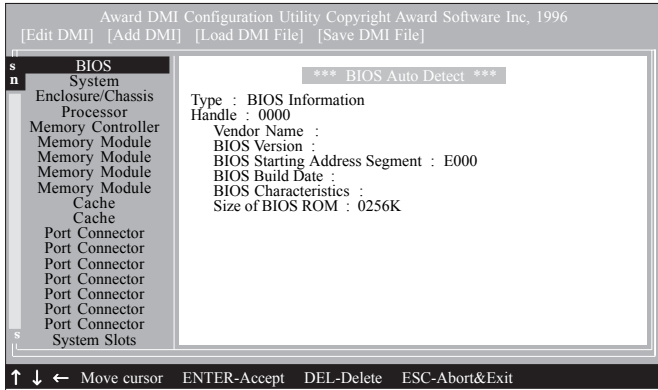 Award DMI Configuration Utility Copyright Award Software Inc, 1996
[Edit DMI] [Add DMI] [Load DMI File] [Save DMI File]
s
n
BIOS
System
Enclosure/Chassis
Processor
Memory Controller
Memory Module
Memory Module
Memory Module
Memory Module
Cache
Cache
Port Connector
Port Connector
Port Connector
Port Connector
Port Connector
Port Connector
Port Connector
System Slots
s
*** BIOS Auto Detect ***
Type : BIOS Information
Handle : 0000
Vendor Name :
BIOS Version :
BIOS Starting Address Segment : E000
BIOS Build Date :
BIOS Characteristics :
Size of BIOS ROM : 0256K
↑ ↓ ← Move cursor ENTER-Accept DEL-Delete ESC-Abort&Exit